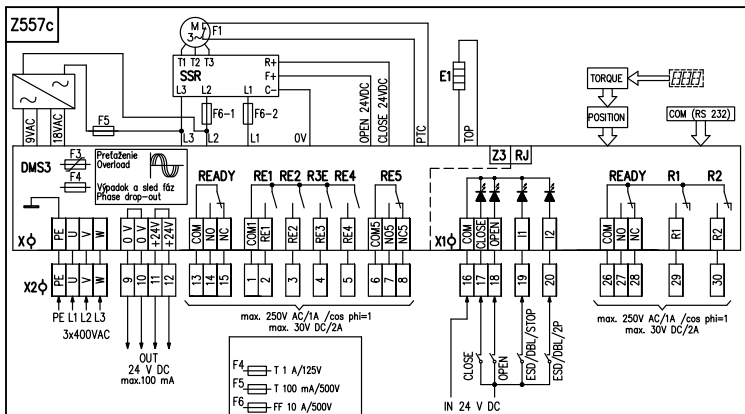 Z557c
M
3~
F1
T1 T2 T3
SSR
R+
F+
C-
L3 L2 L1
F6-1
F6-2
F5
L3
L2
L1
0V
9VAC
18VAC
OPEN 24VDC
CLOSE 24VDC
PTC
E1
TOP
TORQUE
POSITION
COM (RS 232)
DMS3
F3
F4
Preťaženie
Overload
Výpadok a sled fáz
Phase drop-out
Z3 RJ
READY
RE1 RE2 R3E RE4
RE5
READY
R1
R2
X
PE U V W
0 V
0 V
+24V
+24V
COM NO NC
COM1 RE1 RE2 RE3 RE4
COM5 NO5 NC5
X1
COM CLOSE OPEN I1 I2
COM NO NC
R1
R2
X2
PE U V W
9 10 11 12
13 14 15
1 2 3 4 5
6 7 8
16 17 18 19 20
26 27 28
29
30
PE L1 L2 L3
3x400VAC
OUT
24 V DC
max.100 mA
max. 250V AC/1A /cos phi=1
max. 30V DC/2A
CLOSE
OPEN
ESD/DBL/STOP
ESD/DBL/2P
IN 24 V DC
max. 250V AC/1A /cos phi=1
max. 30V DC/2A
F4 T 1 A/125V
F5 T 100 mA/500V
F6 FF 10 A/500V